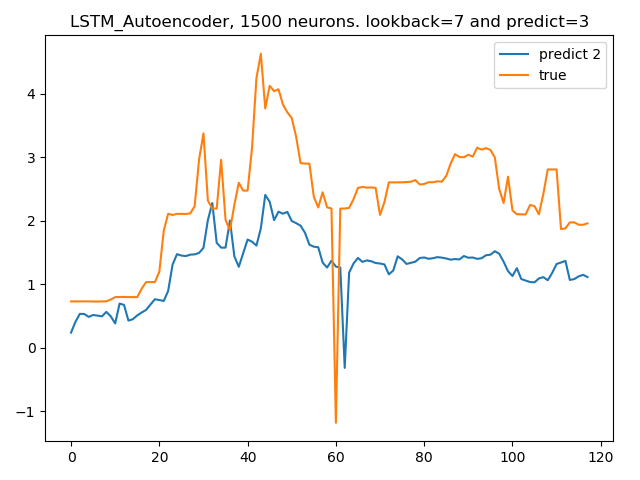 LSTM_Autoencoder, 1500 neurons. lookback=7 and predict=3
predict 2
true
4
3
2
1
0
−1
0 20 40 60 80 100 120